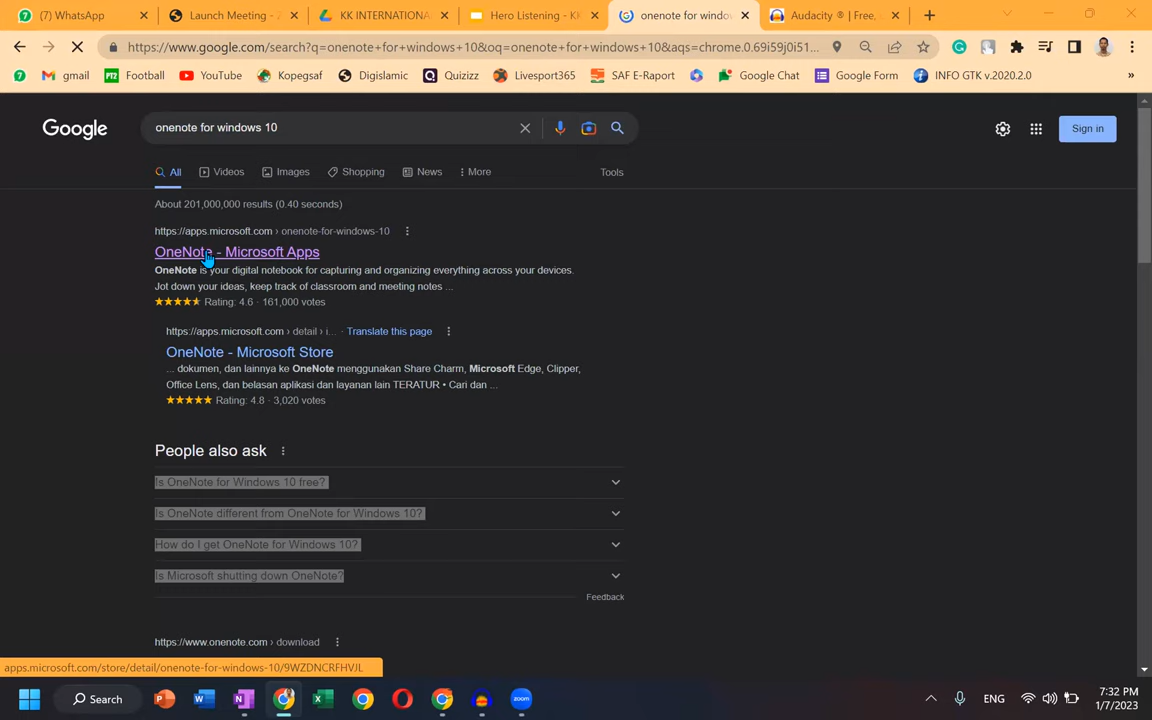 (7) WhatsApp
Launch Meeting - Z
KK INTERNATIONA
Hero Listening - KK
onenote for window
Audacity ® | Free,
https://www.google.com/search?q=onenote+for+windows+10&oq=onenote+for+windows+10&aqs=chrome.0.69i59j0i51...
gmail
Football
YouTube
Kopegsaf
Digislamic
Quizizz
Livesport365
SAF E-Raport
Google Chat
Google Form
INFO GTK v.2020.2.0
»
Google
onenote for windows 10
Sign in
All
Videos
Images
Shopping
News
More
Tools
About 201,000,000 results (0.40 seconds)
https://apps.microsoft.com › onenote-for-windows-10
OneNote - Microsoft Apps
OneNote is your digital notebook for capturing and organizing everything across your devices.
Jot down your ideas, keep track of classroom and meeting notes ...
Rating: 4.6 · 161,000 votes
https://apps.microsoft.com › detail › i... · Translate this page
OneNote - Microsoft Store
... dokumen, dan lainnya ke OneNote menggunakan Share Charm, Microsoft Edge, Clipper,
Office Lens, dan belasan aplikasi dan layanan lain TERATUR • Cari dan ...
Rating: 4.8 · 3,020 votes
People also ask
Is OneNote for Windows 10 free?
Is OneNote different from OneNote for Windows 10?
How do I get OneNote for Windows 10?
Is Microsoft shutting down OneNote?
Feedback
https://www.onenote.com › download
apps.microsoft.com/store/detail/onenote-for-windows-10/9WZDNCRFHVJL
Search
ENG
7:32 PM
1/7/2023